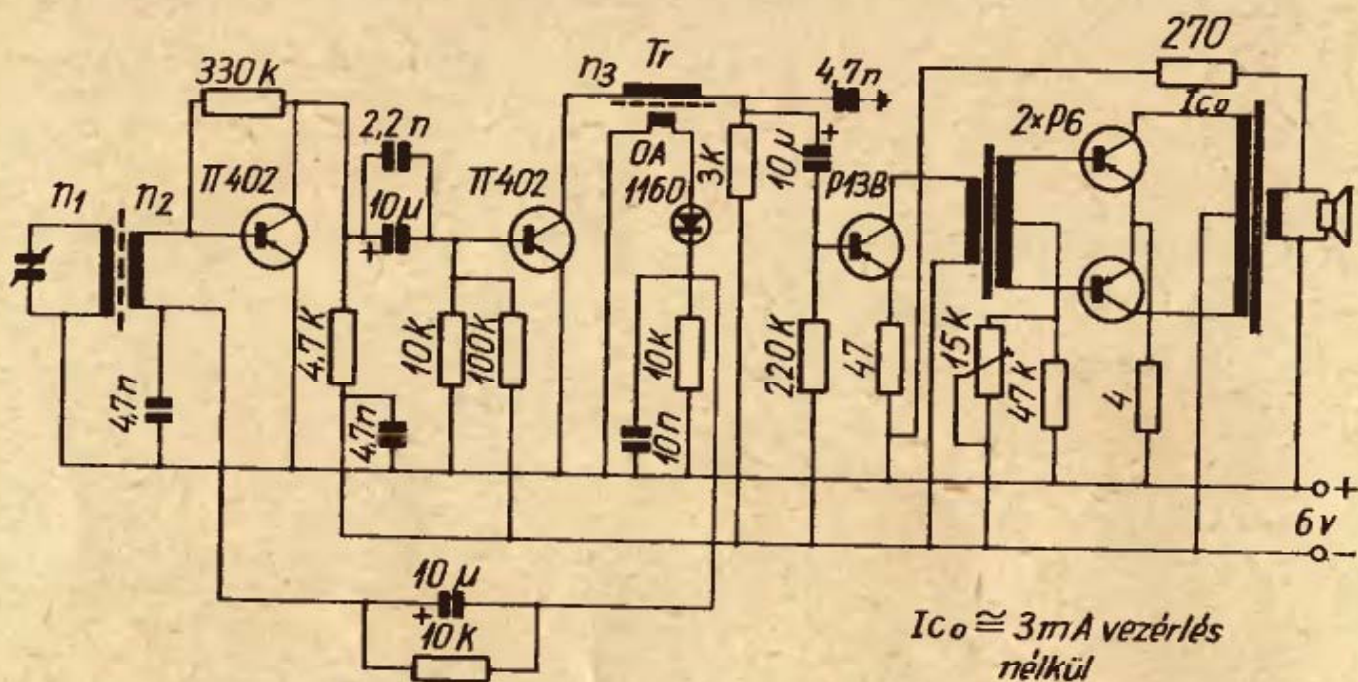 270
330k
n3
Tr
4,7n
Ico
2,2n
2×P6
П402
П402
OA
1160
3K
10μ
P13B
n1
n2
10μ
+
+
4,7K
10K
100K
10K
220K
47
15K
47K
4
4,7n
4,7n
10n
+
6v
-
10μ
+
10K
Ico ≅ 3mA vezérlés
nélkül